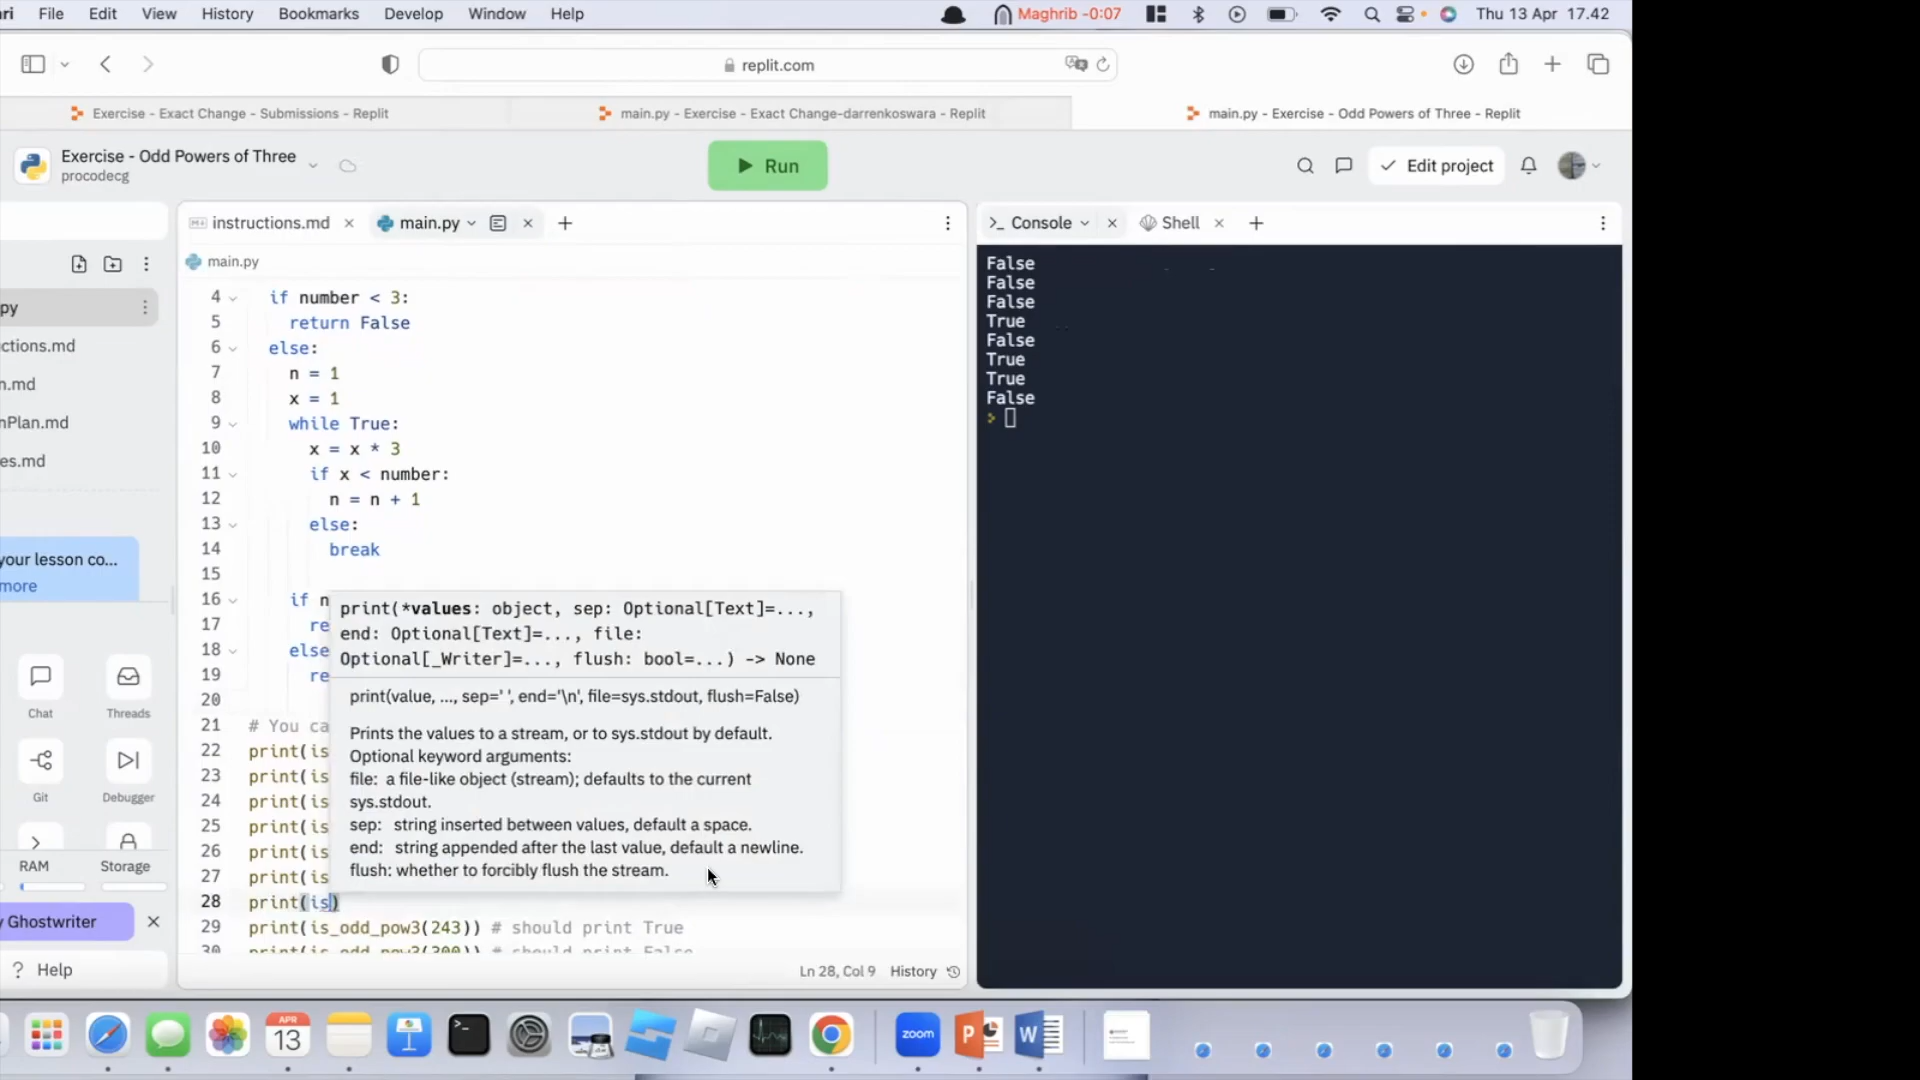 ari File Edit View History Bookmarks Develop Window Help Maghrib -0:07 Thu 13 Apr 17.42
replit.com
Exercise - Exact Change - Submissions - Replit
main.py - Exercise - Exact Change-darrenkoswara - Replit
main.py - Exercise - Odd Powers of Three - Replit
Exercise - Odd Powers of Three
procodecg
Run
Edit project
instructions.md
main.py
Console
Shell
main.py
py
ctions.md
n.md
nPlan.md
es.md
your lesson co...
more
Chat
Threads
Git
Debugger
RAM
Storage
y Ghostwriter
? Help
4 if number < 3:
5 return False
6 else:
7 n = 1
8 x = 1
9 while True:
10 x = x * 3
11 if x < number:
12 n = n + 1
13 else:
14 break
15
16 if n
17 re
18 else
19 re
20
21 # You ca
22 print(is
23 print(is
24 print(is
25 print(is
26 print(is
27 print(is
28 print(is)
29 print(is_odd_pow3(243)) # should print True
30 print(is_odd_pow3(300)) # should print False
print(*values: object, sep: Optional[Text]=...,
end: Optional[Text]=..., file:
Optional[_Writer]=..., flush: bool=...) -> None
print(value, ..., sep=' ', end='\n', file=sys.stdout, flush=False)
Prints the values to a stream, or to sys.stdout by default.
Optional keyword arguments:
file: a file-like object (stream); defaults to the current
sys.stdout.
sep: string inserted between values, default a space.
end: string appended after the last value, default a newline.
flush: whether to forcibly flush the stream.
Ln 28, Col 9 History
False
False
False
True
False
True
True
False
APR
13
zoom
P
W